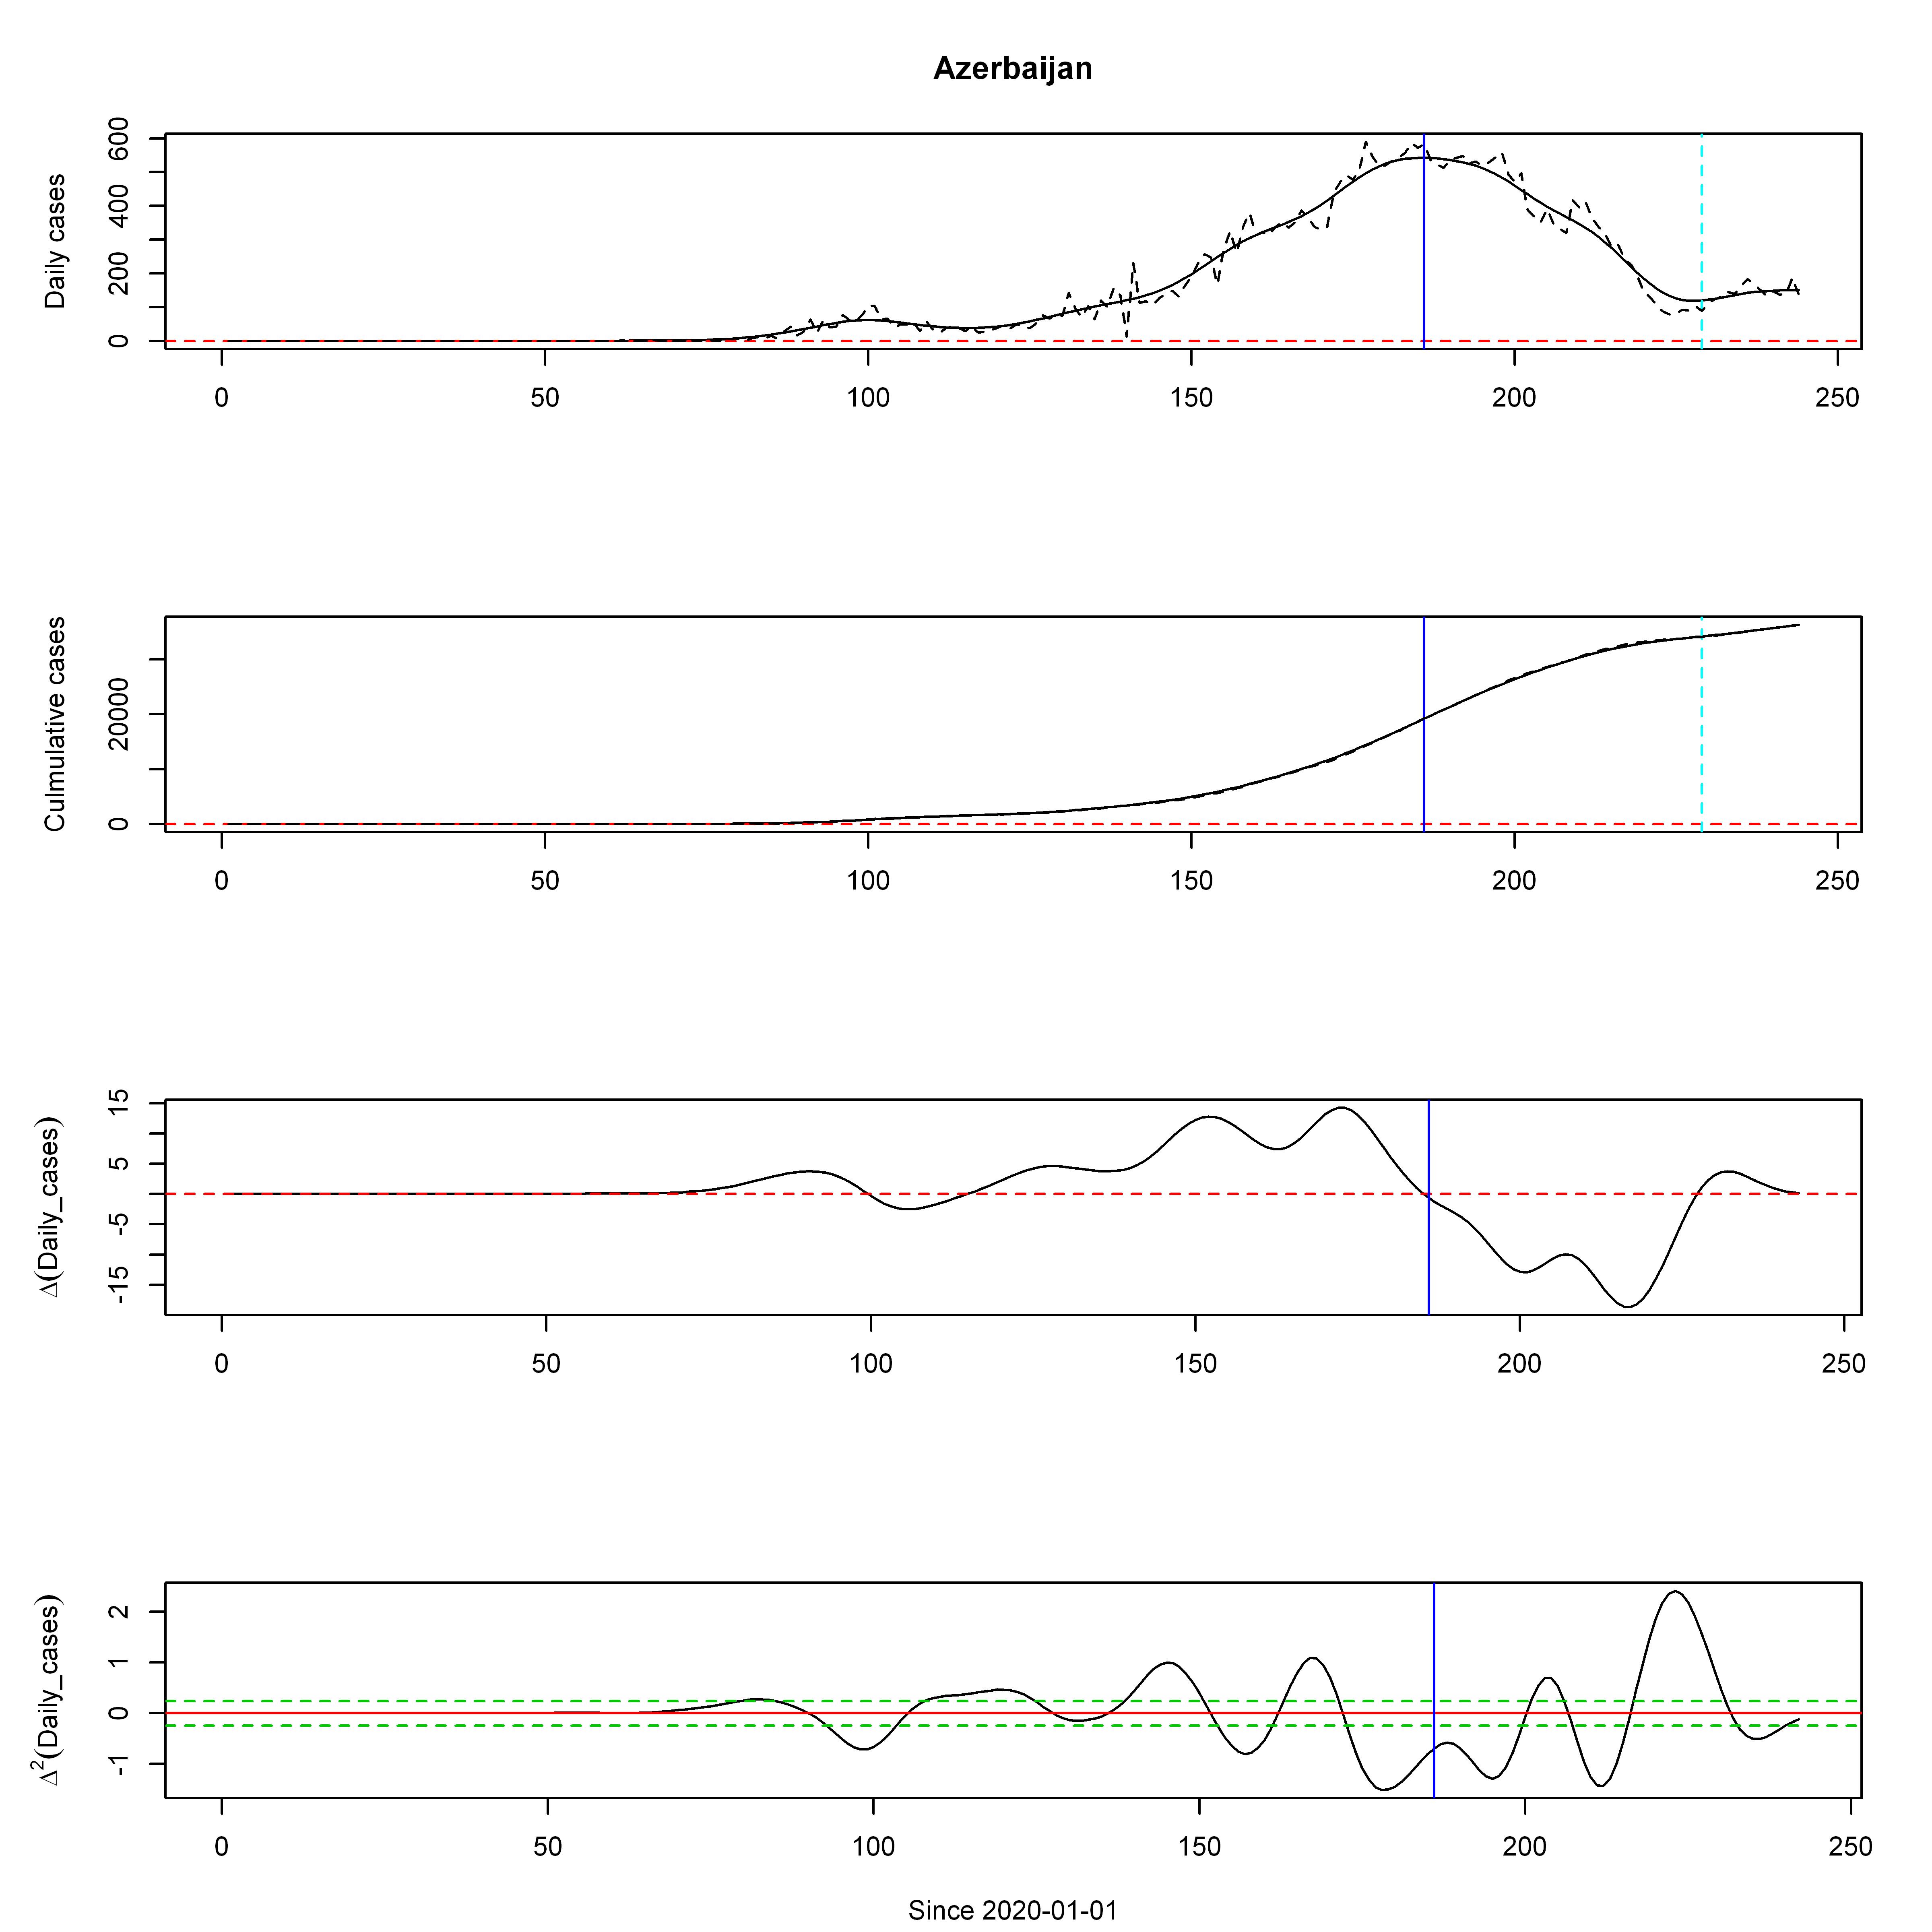 Azerbaijan
Daily cases
0 200 400 600
0 50 100 150 200 250
Culmulative cases
0 20000
0 50 100 150 200 250
Δ(Daily_cases)
-15 -5 5 15
0 50 100 150 200 250
Δ²(Daily_cases)
-1 0 1 2
0 50 100 150 200 250
Since 2020-01-01